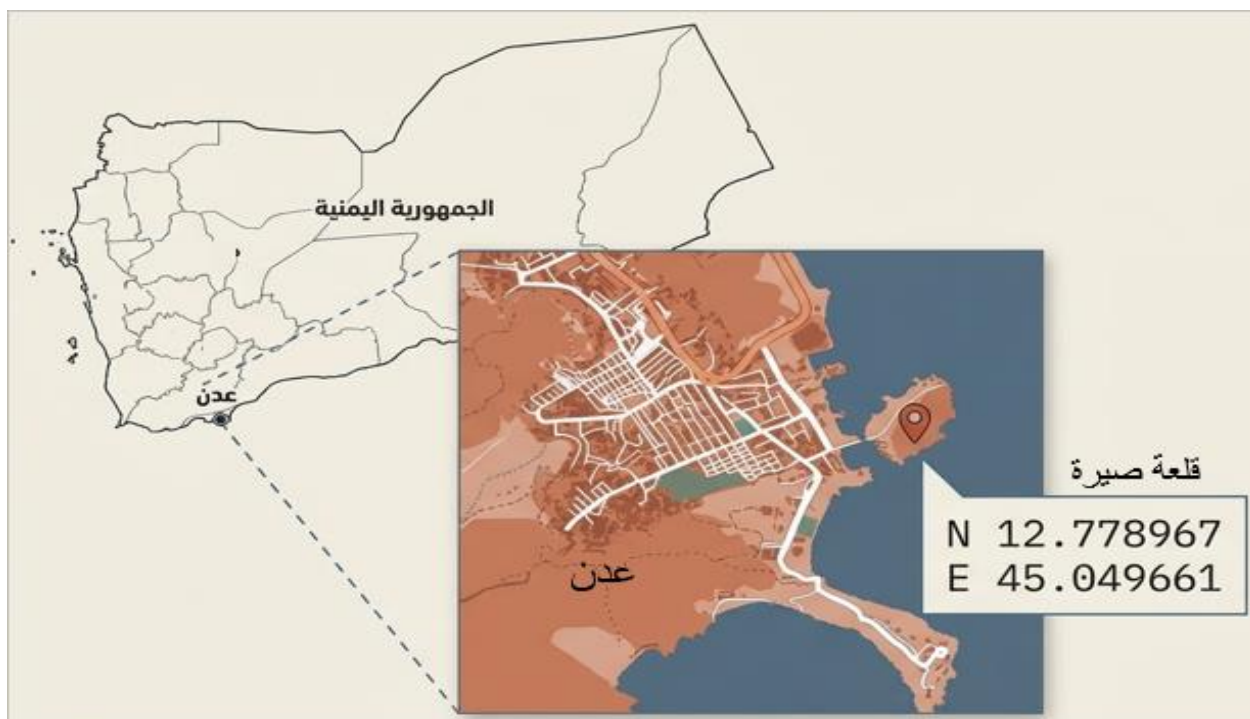 الجمهورية اليمنية
عدن
قلعة صيرة
N 12.778967
E 45.049661
عدن